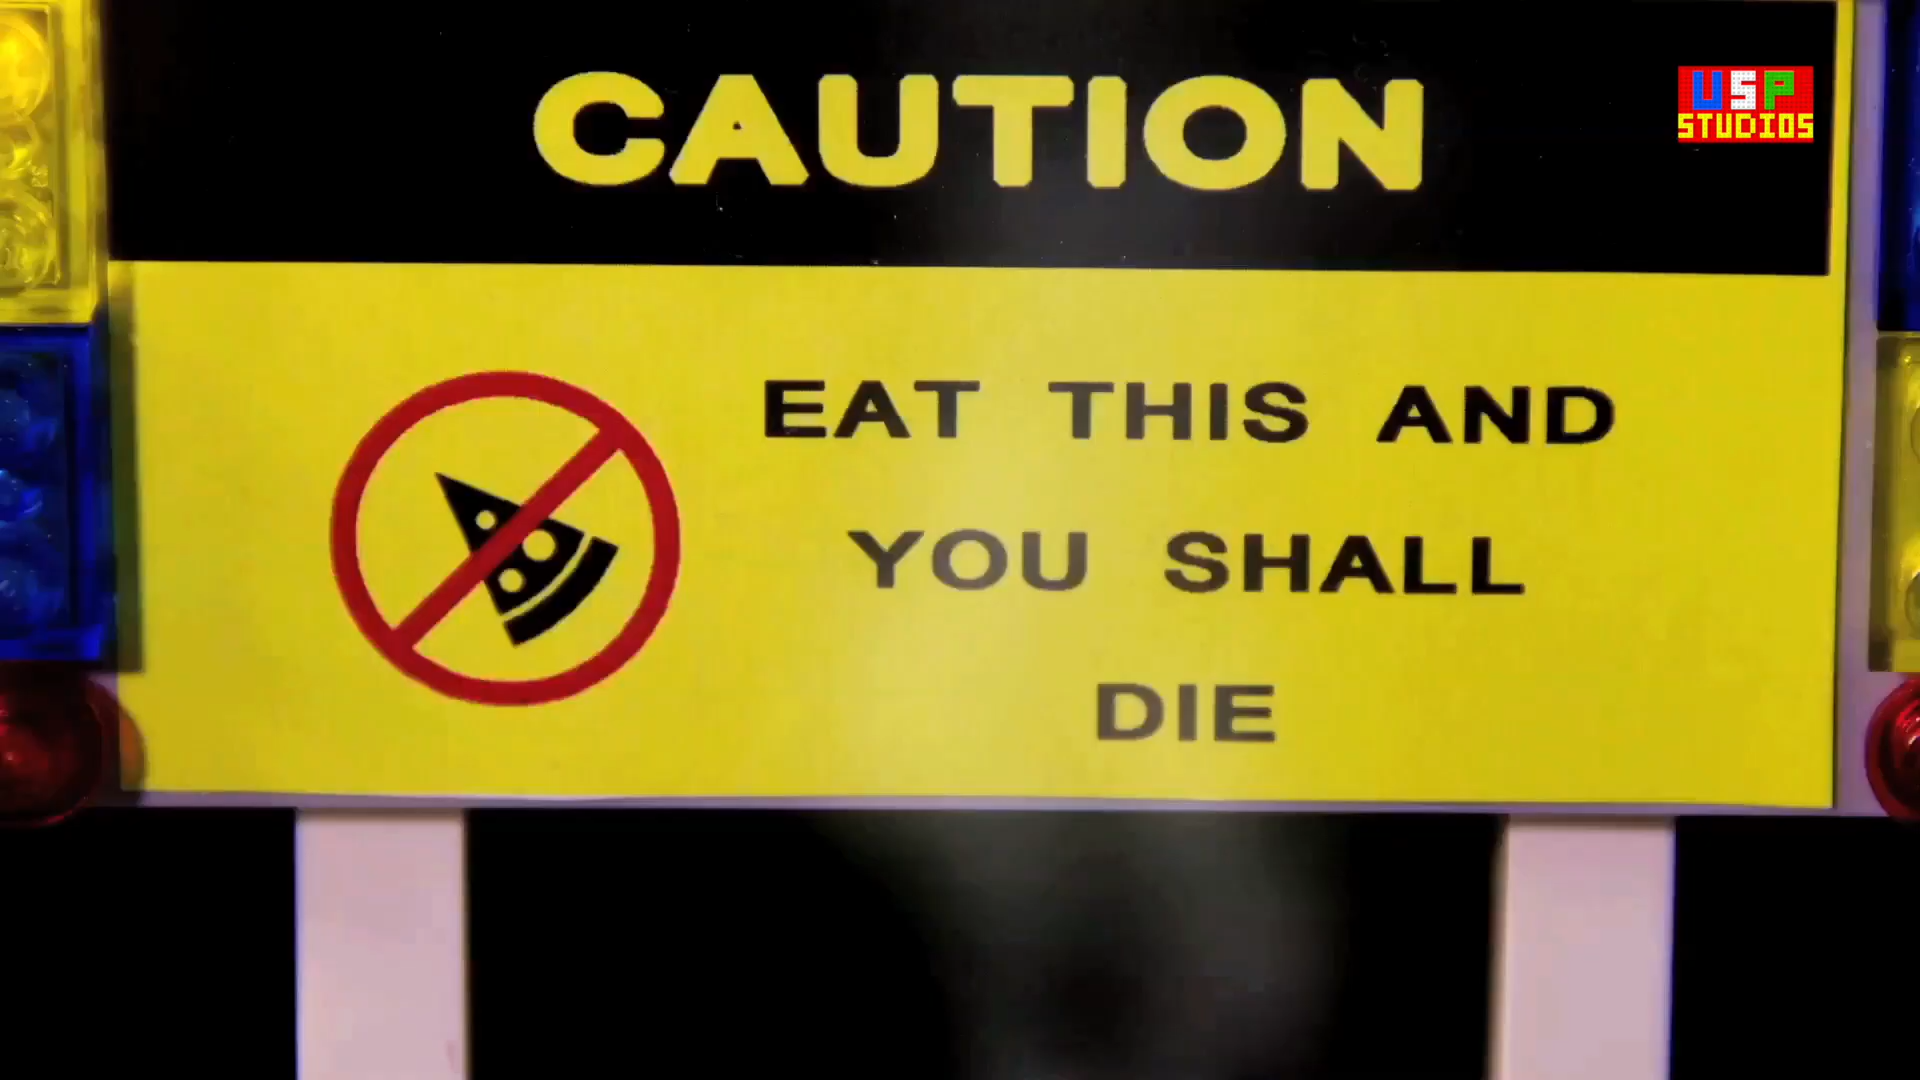 CAUTION
USP
STUDIOS
EAT THIS AND
YOU SHALL
DIE